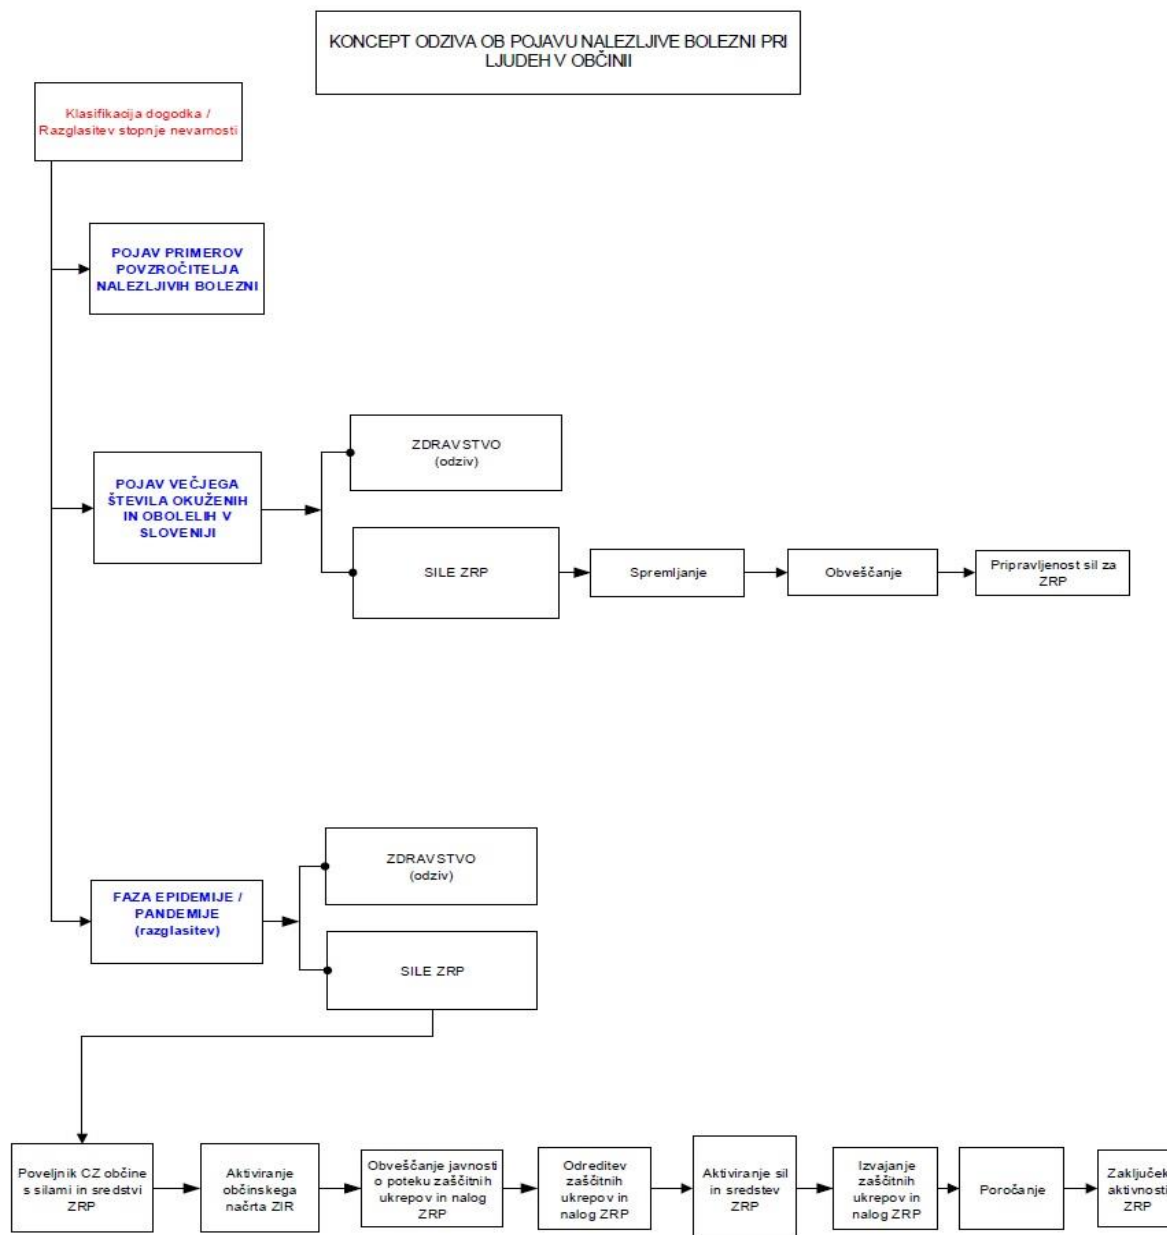 KONCEPT ODZIVA OB POJAVU NALEZLJIVE BOLEZNI PRI
LJUDEH V OBČINII
Klasifikacija dogodka /
Razglasitev stopnje nevarnosti
POJAV PRIMEROV
POVZROČITELJA
NALEZLJIVIH BOLEZNI
POJAV VEČJEGA
ŠTEVILA OKUŽENIH
IN OBOLELIH V
SLOVENIJI
ZDRAVSTVO
(odziv)
SILE ZRP
Spremljanje
Obveščanje
Pripravljenost sil za
ZRP
FAZA EPIDEMIJE /
PANDEMIJE
(razglasitev)
ZDRAVSTVO
(odziv)
SILE ZRP
Poveljnik CZ občine
s silami in sredstvi
ZRP
Aktiviranje
občinskega
načrta ZIR
Obveščanje javnosti
o poteku zaščitnih
ukrepov in nalog
ZRP
Odreditev
zaščitnih
ukrepov in
nalog ZRP
Aktiviranje sil
in sredstev
ZRP
Izvajanje
zaščitnih
ukrepov in
nalog ZRP
Poročanje
Zaključek
aktivnosti
ZRP